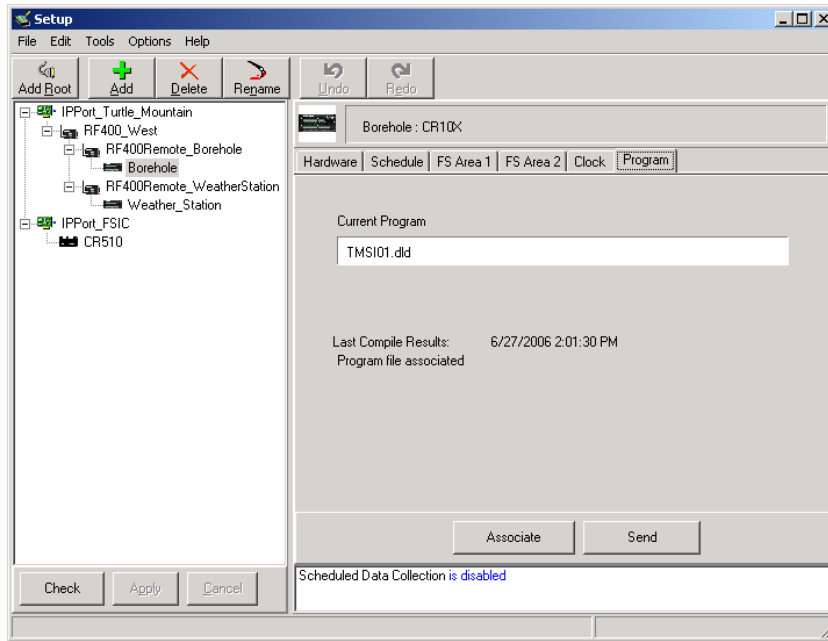 Setup
File Edit Tools Options Help
Add Root Add Delete Rename Undo Redo
IPPort_Turtle_Mountain
RF400_West
RF400Remote_Borehole
Borehole
RF400Remote_WeatherStation
Weather_Station
IPPort_FSIC
CR510
Borehole : CR10X
Hardware Schedule FS Area 1 FS Area 2 Clock Program
Current Program
TMSI01.dld
Last Compile Results: 6/27/2006 2:01:30 PM
Program file associated
Associate Send
Check Apply Cancel
Scheduled Data Collection is disabled